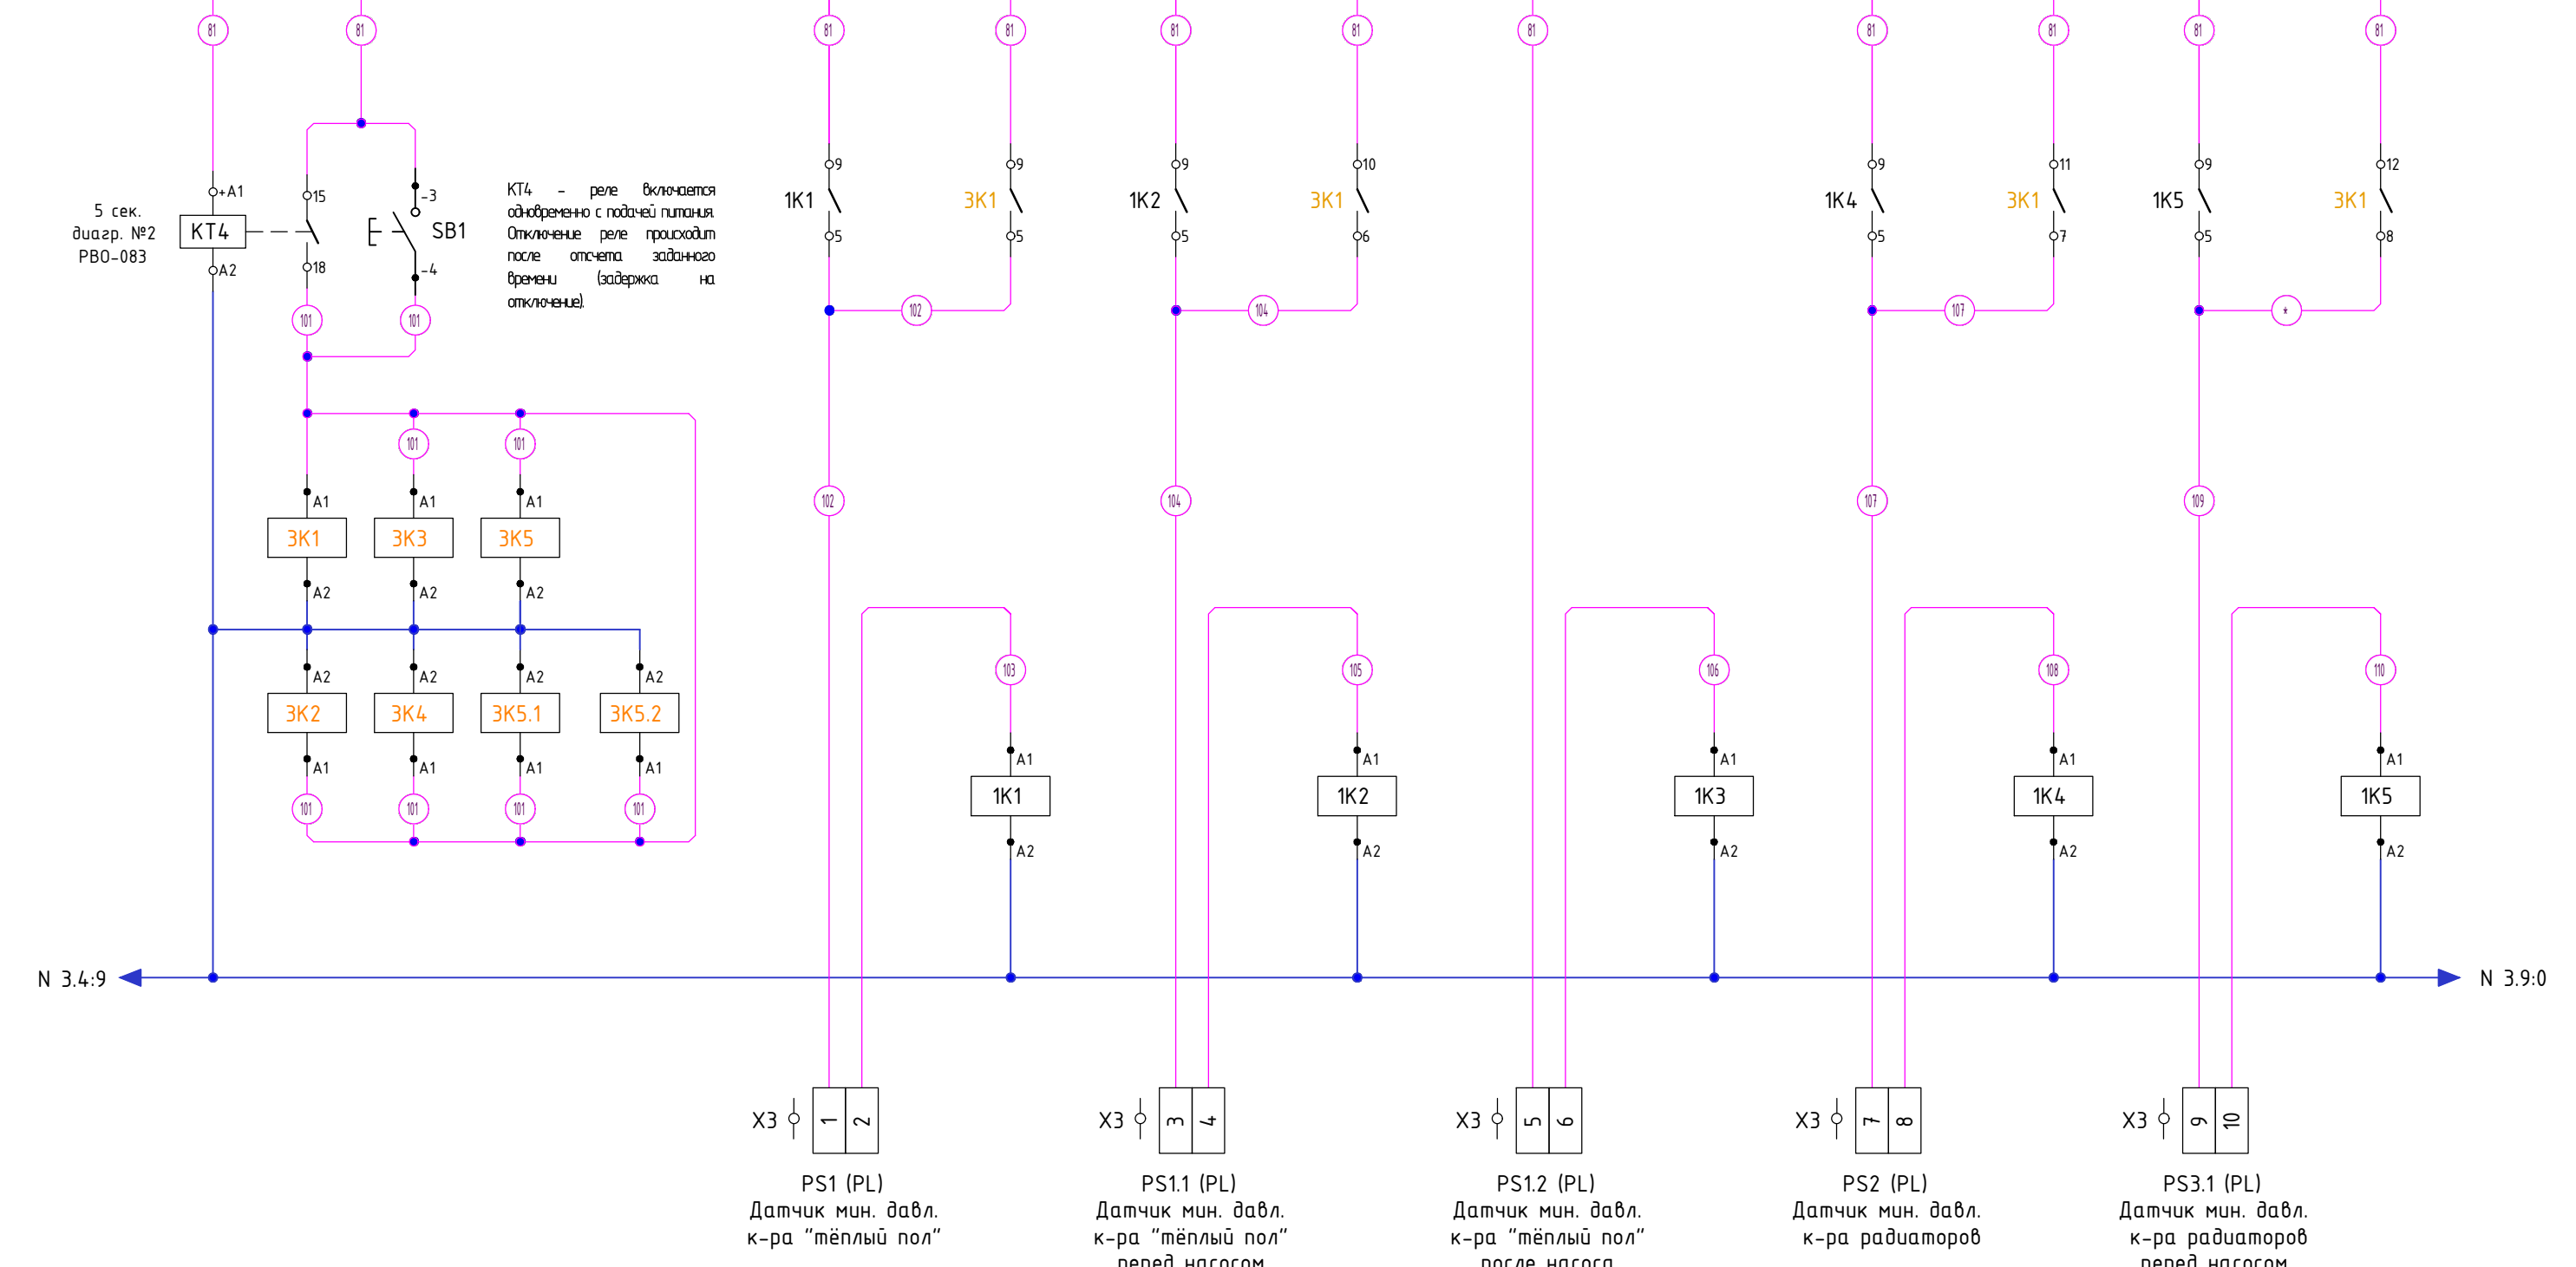 81 81 81 81 81 81 81 81 81 81 81
+A1 15 -3
9 9 9 10 9 11 9 12
5 сек.
диагр. №2
РВО-083
КТ4
SB1
A2 18 -4
КТ4 – реле включается
одновременно с подачей питания.
Отключение реле происходит
после отсчета заданного
времени (задержка на
отключение).
1К1 3К1 1К2 3К1 1К4 3К1 1К5 3К1
5 5 5 6 5 7 5 8
101 101
102 104 107 *
101 101
A1 A1 A1
3К1 3К3 3К5
A2 A2 A2
102 104 107 109
A2 A2 A2 A2
3К2 3К4 3К5.1 3К5.2
A1 A1 A1 A1
101 101 101 101
103 105 106 108 110
A1 A1 A1 A1 A1
1К1 1К2 1К3 1К4 1К5
A2 A2 A2 A2 A2
N 3.4:9
N 3.9:0
X3 1 2
X3 3 4
X3 5 6
X3 7 8
X3 9 10
PS1 (PL)
Датчик мин. давл.
к-ра "тёплый пол"
PS1.1 (PL)
Датчик мин. давл.
к-ра "тёплый пол"
перед насосом
PS1.2 (PL)
Датчик мин. давл.
к-ра "тёплый пол"
после насоса
PS2 (PL)
Датчик мин. давл.
к-ра радиаторов
PS3.1 (PL)
Датчик мин. давл.
к-ра радиаторов
перед насосом